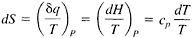 dS = (δq/T)_P = (dH/T)_P = c_p dT/T